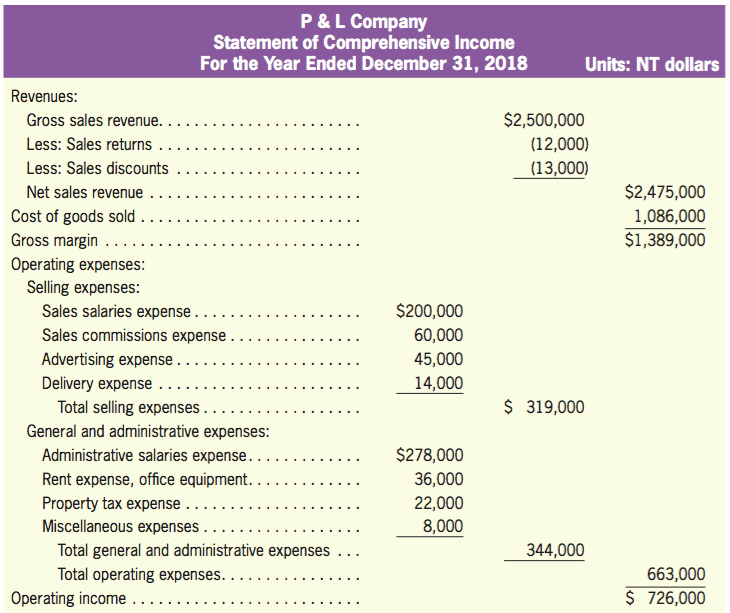 P & L Company
Statement of Comprehensive Income
For the Year Ended December 31, 2018 Units: NT dollars
Revenues:
Gross sales revenue. . . . . . . . . . . . . . . . . . . . . . . $2,500,000
Less: Sales returns . . . . . . . . . . . . . . . . . . . . . . . (12,000)
Less: Sales discounts . . . . . . . . . . . . . . . . . . . . . (13,000)
Net sales revenue . . . . . . . . . . . . . . . . . . . . . . . . $2,475,000
Cost of goods sold . . . . . . . . . . . . . . . . . . . . . . . . . 1,086,000
Gross margin . . . . . . . . . . . . . . . . . . . . . . . . . . . . . $1,389,000
Operating expenses:
Selling expenses:
Sales salaries expense . . . . . . . . . . . . . . . . . . . $200,000
Sales commissions expense . . . . . . . . . . . . . . . 60,000
Advertising expense . . . . . . . . . . . . . . . . . . . . . 45,000
Delivery expense . . . . . . . . . . . . . . . . . . . . . . . 14,000
Total selling expenses . . . . . . . . . . . . . . . . . . $ 319,000
General and administrative expenses:
Administrative salaries expense. . . . . . . . . . . . . $278,000
Rent expense, office equipment. . . . . . . . . . . . . 36,000
Property tax expense . . . . . . . . . . . . . . . . . . . . 22,000
Miscellaneous expenses . . . . . . . . . . . . . . . . . . 8,000
Total general and administrative expenses . . . 344,000
Total operating expenses. . . . . . . . . . . . . . . . 663,000
Operating income . . . . . . . . . . . . . . . . . . . . . . . . . . $ 726,000